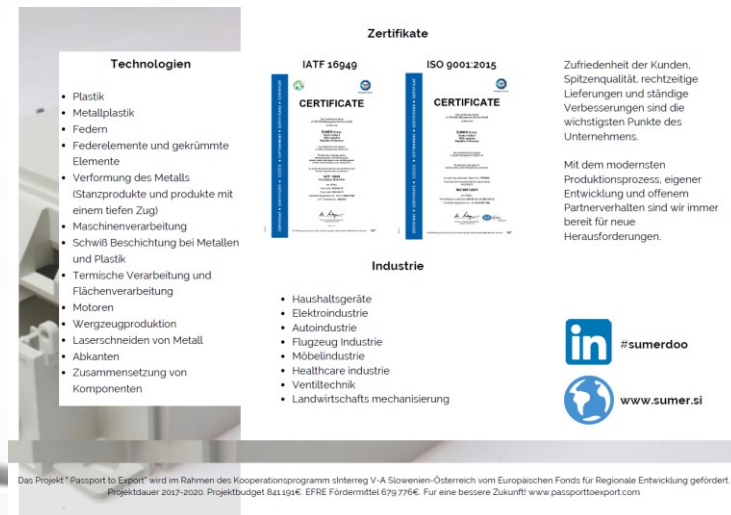 Zertifikate
Technologien
Plastik
Metallplastik
Federn
Federelemente und gekrümmte
Elemente
Verformung des Metalls
(Stanzprodukte und produkte mit
einem tiefen Zug)
Maschinenverarbeitung
Schwiß Beschichtung bei Metallen
und Plastik
Termische Verarbeitung und
Flächenverarbeitung
Motoren
Wergzeugproduktion
Laserschneiden von Metall
Abkanten
Zusammensetzung von
Komponenten
IATF 16949
CERTIFICATE
ISO 9001:2015
CERTIFICATE
Industrie
Haushaltsgeräte
Elektroindustrie
Autoindustrie
Flugzeug Industrie
Möbelindustrie
Healthcare industrie
Ventiltechnik
Landwirtschafts mechanisierung
Zufriedenheit der Kunden,
Spitzenqualität, rechtzeitige
Lieferungen und ständige
Verbesserungen sind die
wichstigsten Punkte des
Unternehmens.
Mit dem modernsten
Produktionsprozess, eigener
Entwicklung und offenem
Partnerverhalten sind wir immer
bereit für neue
Herausforderungen.
in
#sumerdoo
www.sumer.si
Das Projekt " Passport to Export" wird im Rahmen des Kooperationsprogramm sInterreg V-A Slowenien-Österreich vom Europäischen Fonds für Regionale Entwicklung gefördert.
Projektdauer 2017-2020. Projektbudget 841.191€. EFRE Fördermittel 679.776€. Fur eine bessere Zukunft! www.passporttoexport.com